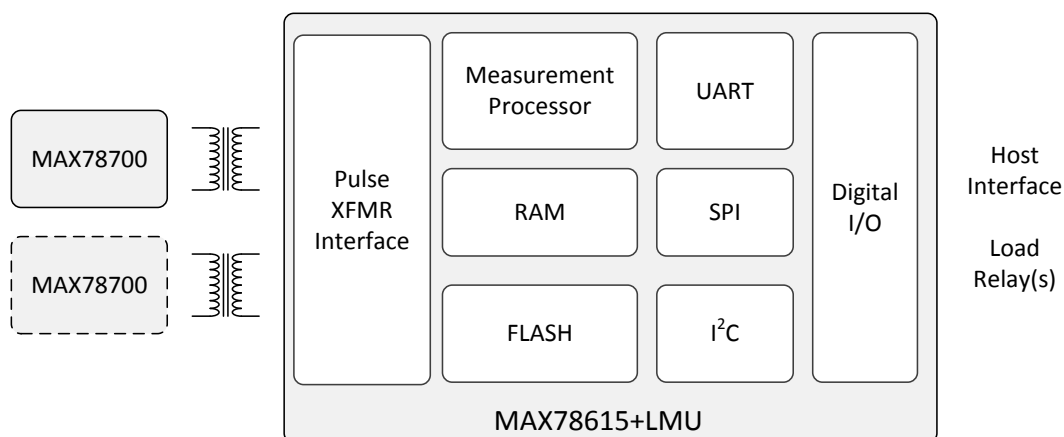 MAX78700
MAX78700
Pulse
XFMR
Interface
Measurement
Processor
UART
RAM
SPI
FLASH
I²C
Digital
I/O
MAX78615+LMU
Host
Interface
Load
Relay(s)